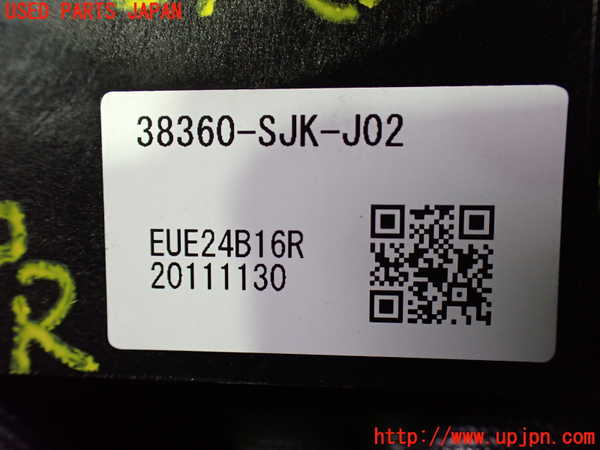 USED PARTS JAPAN
38360-SJK-J02
EUE24B16R
20111130
R
http://www.upjpn.com/